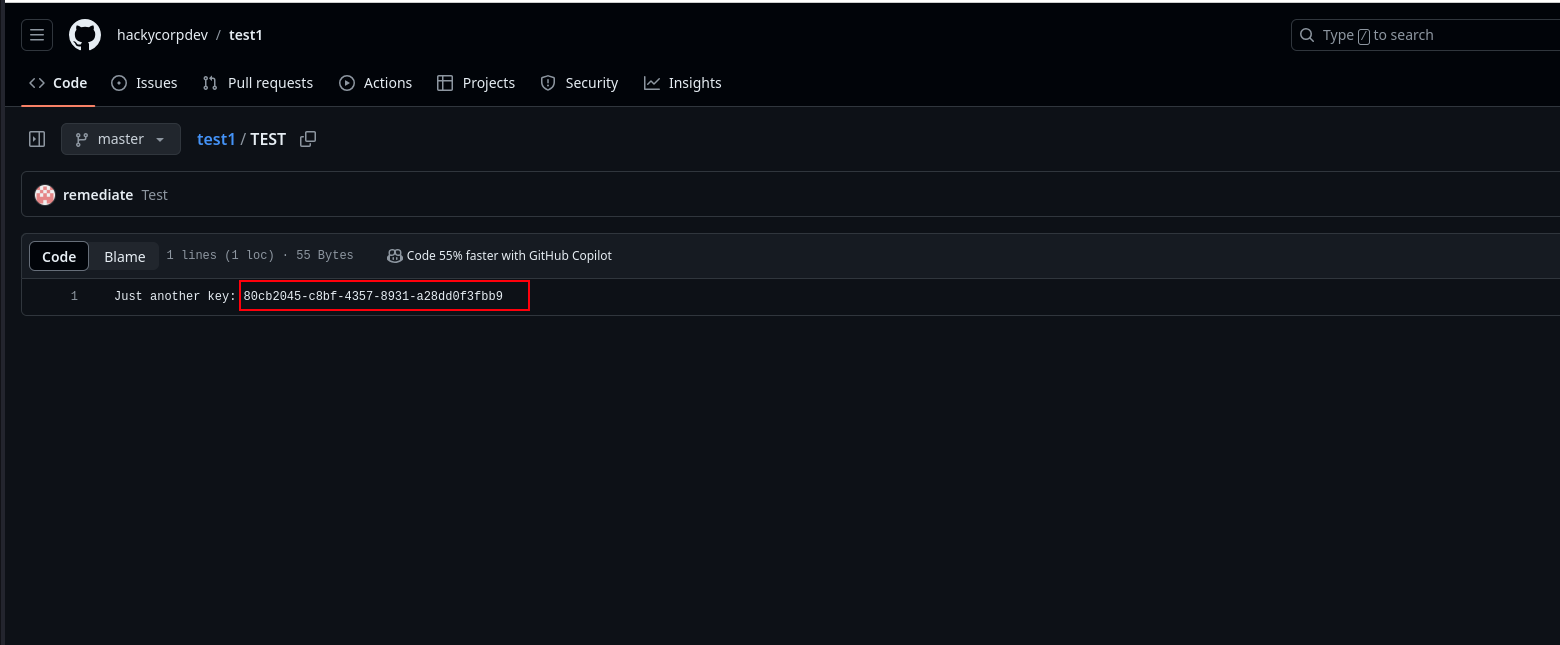 hackycorpdev / test1
Type / to search
Code Issues Pull requests Actions Projects Security Insights
master test1 / TEST
remediate Test
Code Blame 1 lines (1 loc) · 55 Bytes Code 55% faster with GitHub Copilot
1 Just another key: 80cb2045-c8bf-4357-8931-a28dd0f3fbb9